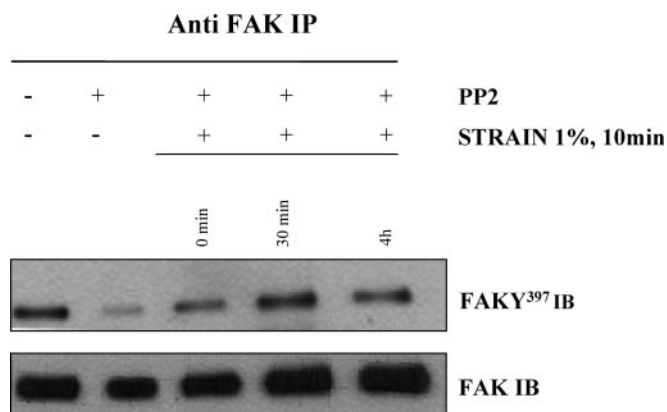 Anti FAK IP
- + + + + PP2
- - + + + STRAIN 1%, 10min
0 min 30 min 4h
FAKY³⁹⁷ IB
FAK IB